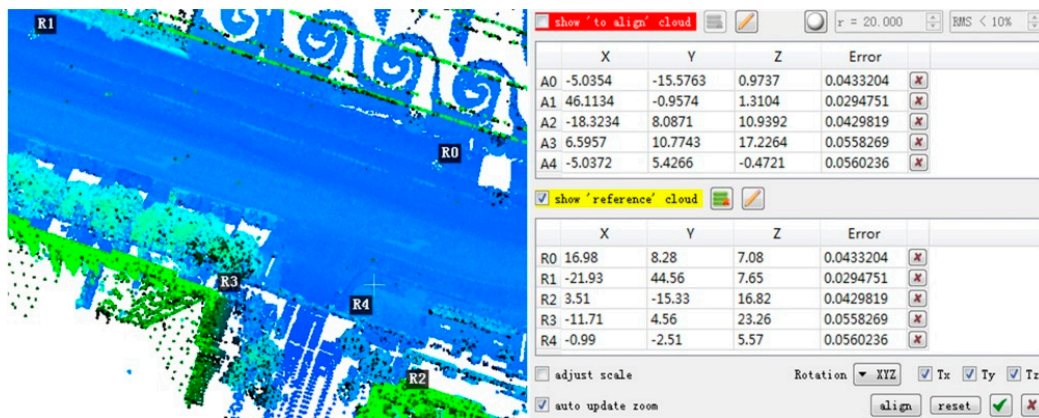 R1
R0
R3
R4
R2
show 'to align' cloud
r = 20.000
RMS < 10%
X Y Z Error
A0 -5.0354 -15.5763 0.9737 0.0433204
A1 46.1134 -0.9574 1.3104 0.0294751
A2 -18.3234 8.0871 10.9392 0.0429819
A3 6.5957 10.7743 17.2264 0.0558269
A4 -5.0372 5.4266 -0.4721 0.0560236
show 'reference' cloud
X Y Z Error
R0 16.98 8.28 7.08 0.0433204
R1 -21.93 44.56 7.65 0.0294751
R2 3.51 -15.33 16.82 0.0429819
R3 -11.71 4.56 23.26 0.0558269
R4 -0.99 -2.51 5.57 0.0560236
adjust scale Rotation XYZ Tx Ty Tz
auto update zoom align reset